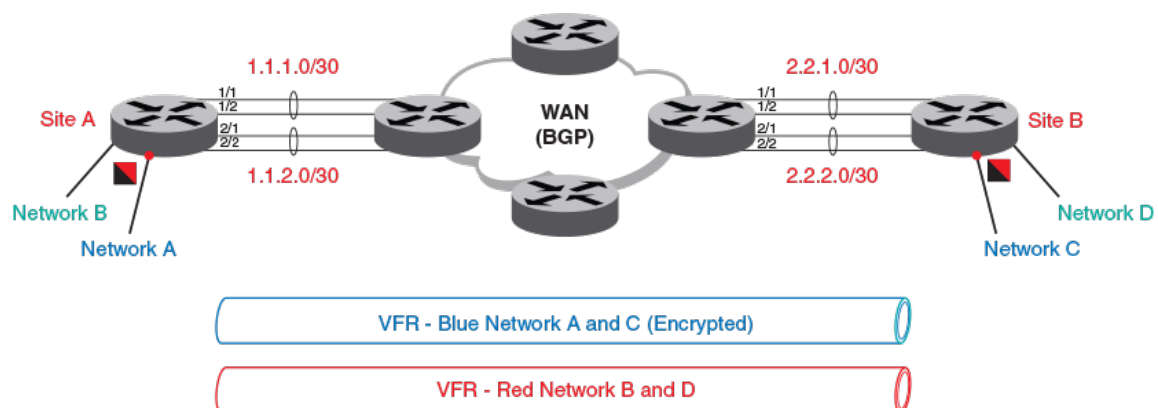 1.1.1.0/30
2.2.1.0/30
1/1
1/2
2/1
2/2
Site A
WAN
(BGP)
1/1
1/2
2/1
2/2
Site B
1.1.2.0/30
2.2.2.0/30
Network B
Network A
Network D
Network C
VFR - Blue Network A and C (Encrypted)
VFR - Red Network B and D